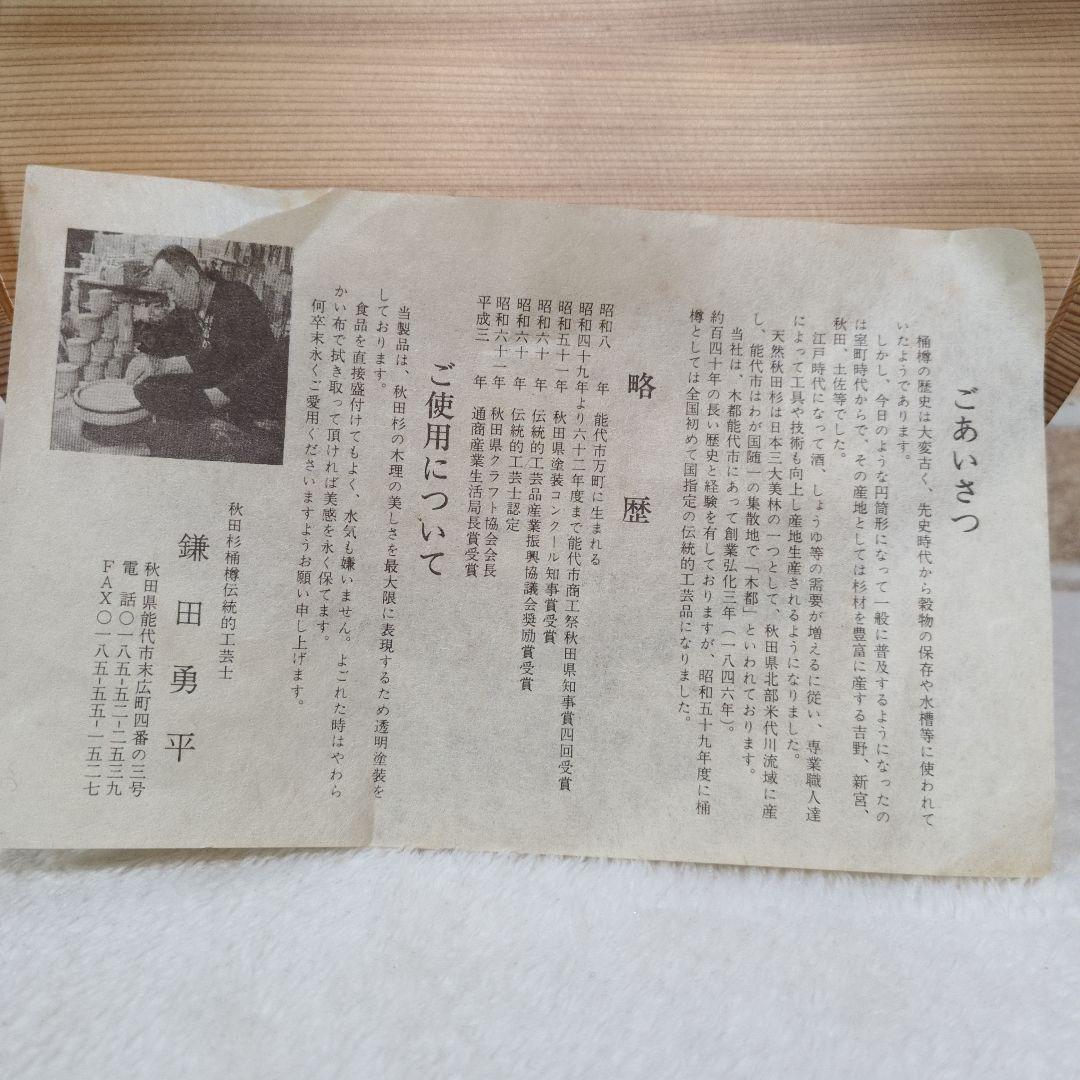 ごあいさつ
桶樽の歴史は大変古く、先史時代から穀物の保存や水槽等に使われて
いたようであります。
しかし、今日のような円筒形になって一般に普及するようになったの
は室町時代からで、その産地としては杉材を豊富に産する吉野、新宮、
秋田、土佐等でした。
江戸時代になって酒、しょうゆ等の需要が増えるに従い、専業職人達
によって工具や技術も向上し産地生産されるようになりました。
天然秋田杉は日本三大美林の一つとして、秋田県北部米代川流域に産
し、能代市はわが国随一の集散地で「木都」といわれております。
当社は、木都能代市にあって創業弘化三年（一八四六年）。
約百四十年の長い歴史と経験を有しておりますが、昭和五十九年度に桶
樽としては全国初めて国指定の伝統的工芸品になりました。
略歴
昭和八年 能代市万町に生まれる
昭和四十九年より六十二年度まで能代市商工祭秋田県知事賞四回受賞
昭和五十一年 秋田県塗装コンクール知事賞受賞
昭和六十年 伝統的工芸品産業振興協議会奨励賞受賞
昭和六十年 伝統的工芸士認定
昭和六十一年 秋田県クラフト協会会長
平成三年 通商産業生活局長賞受賞
ご使用について
当製品は、秋田杉の木理の美しさを最大限に表現するため透明塗装を
しております。
食品を直接盛付けてもよく、水気も嫌いません。よごれた時はやわら
かい布で拭き取って頂ければ美感を永く保てます。
何卒末永くご愛用くださいますようお願い申し上げます。
秋田杉桶樽伝統的工芸士
鎌田勇平
秋田県能代市末広町四番の三号
電話〇一八五-五二-二五三九
ＦＡＸ〇一八五-五五-一五二七